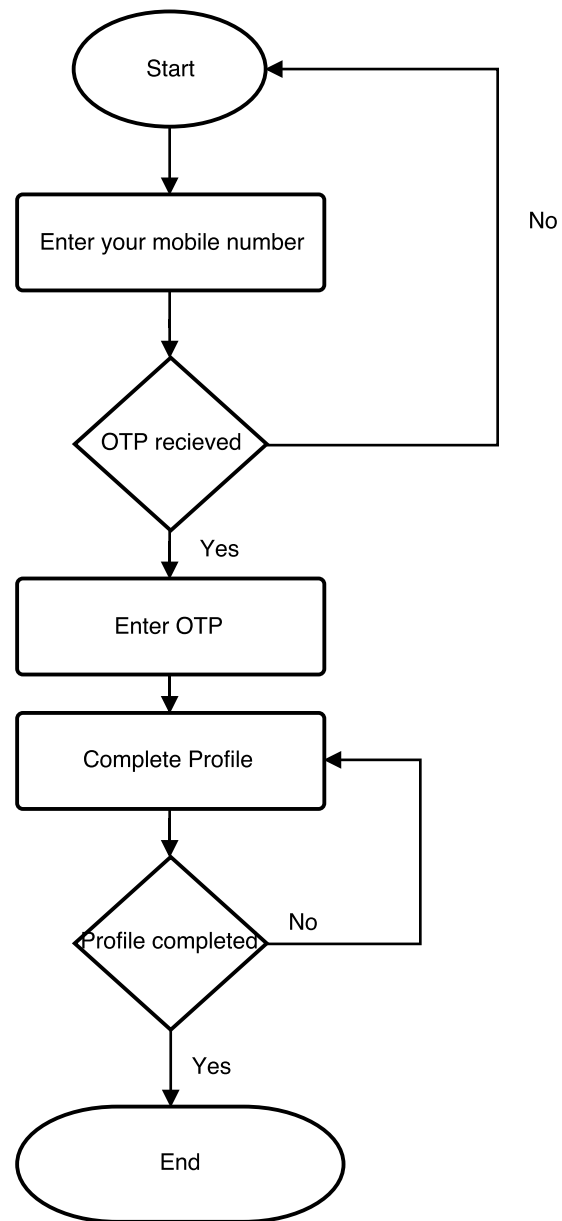 Start
No
Enter your mobile number
OTP recieved
Yes
Enter OTP
Complete Profile
No
Profile completed
Yes
End